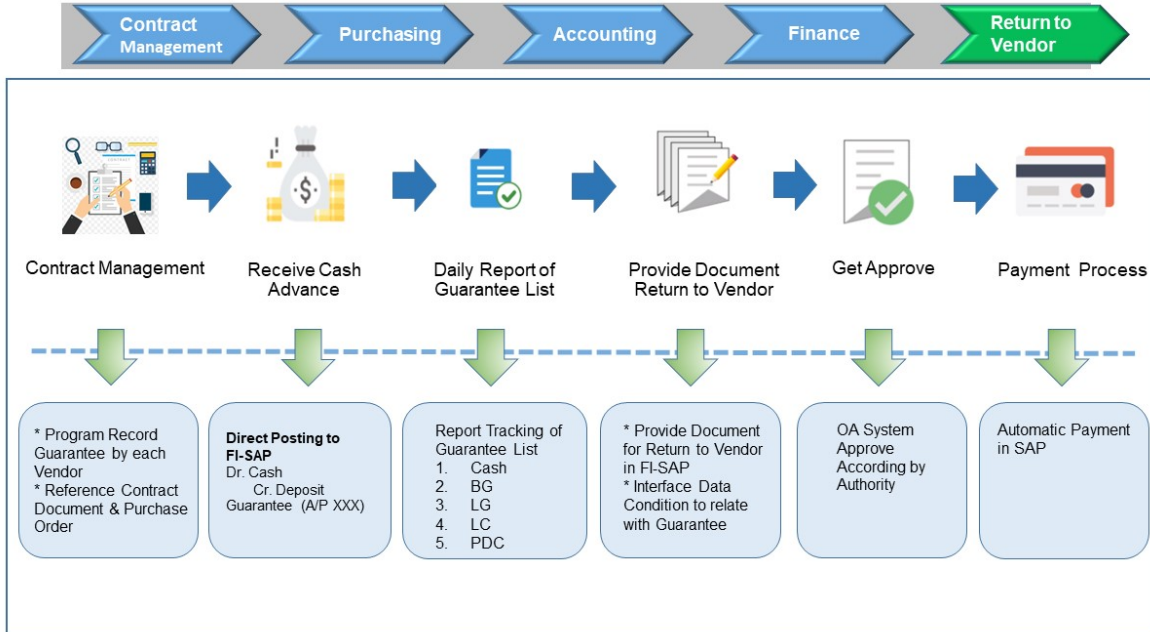 Contract
Management
Purchasing
Accounting
Finance
Return to
Vendor
CONTRACT
$
Contract Management
Receive Cash
Advance
Daily Report of
Guarantee List
Provide Document
Return to Vendor
Get Approve
Payment Process
* Program Record
Guarantee by each
Vendor
* Reference Contract
Document & Purchase
Order
Direct Posting to
FI-SAP
Dr. Cash
Cr. Deposit
Guarantee (A/P XXX)
Report Tracking of
Guarantee List
1. Cash
2. BG
3. LG
4. LC
5. PDC
* Provide Document
for Return to Vendor
in FI-SAP
* Interface Data
Condition to relate
with Guarantee
OA System
Approve
According by
Authority
Automatic Payment
in SAP